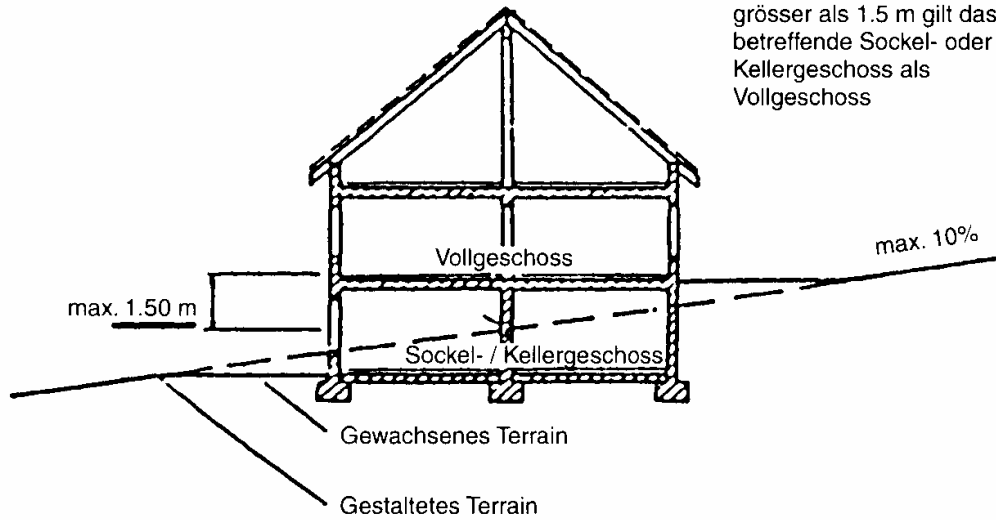 grösser als 1.5 m gilt das
betreffende Sockel- oder
Kellergeschoss als
Vollgeschoss
max. 10%
Vollgeschoss
max. 1.50 m
Sockel- / Kellergeschoss
Gewachsenes Terrain
Gestaltetes Terrain